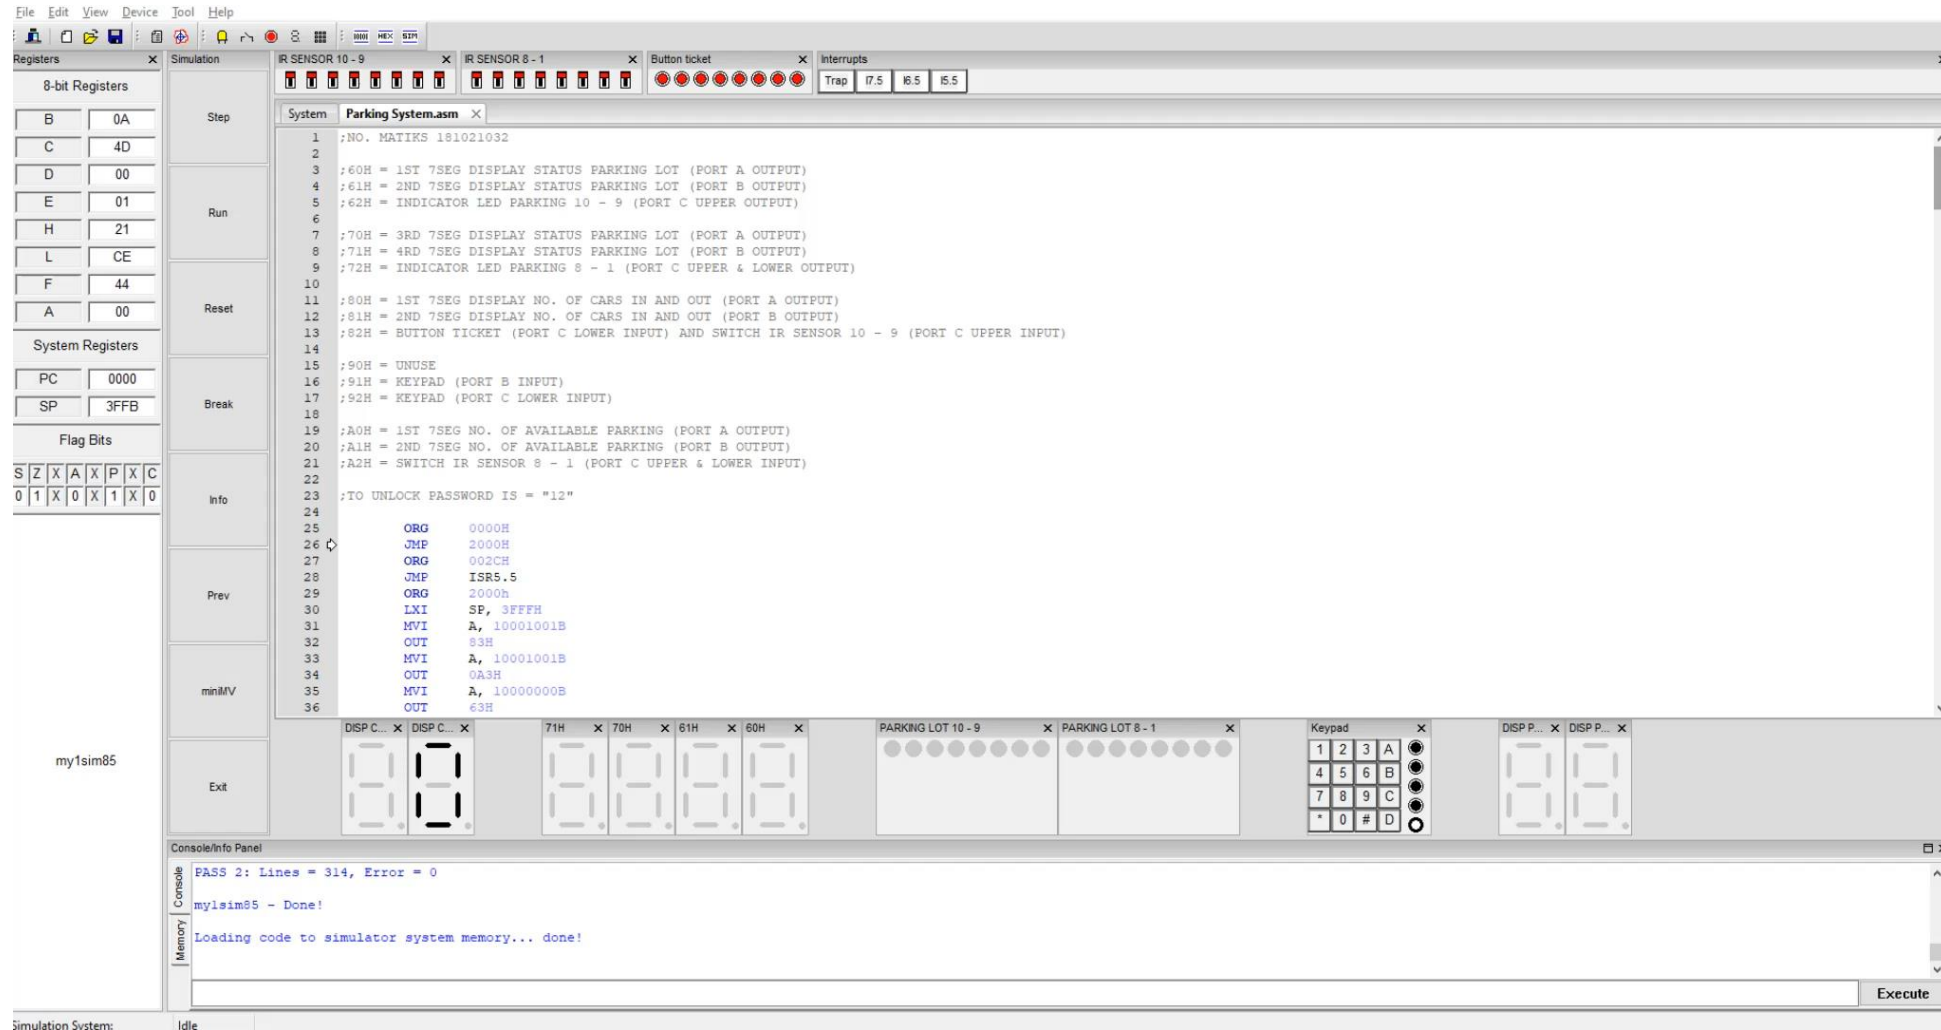 File Edit View Device Tool Help
HEX SIM
Registers
8-bit Registers
B 0A
C 4D
D 00
E 01
H 21
L CE
F 44
A 00
System Registers
PC 0000
SP 3FFB
Flag Bits
S Z X A X P X C
0 1 X 0 X 1 X 0
my1sim85
Simulation
Step
Run
Reset
Break
Info
Prev
miniMV
Exit
IR SENSOR 10 - 9
IR SENSOR 8 - 1
Button ticket
Interrupts
Trap I7.5 I6.5 I5.5
System Parking System.asm
1 ;NO. MATIKS 181021032
2
3 ;60H = 1ST 7SEG DISPLAY STATUS PARKING LOT (PORT A OUTPUT)
4 ;61H = 2ND 7SEG DISPLAY STATUS PARKING LOT (PORT B OUTPUT)
5 ;62H = INDICATOR LED PARKING 10 - 9 (PORT C UPPER OUTPUT)
6
7 ;70H = 3RD 7SEG DISPLAY STATUS PARKING LOT (PORT A OUTPUT)
8 ;71H = 4RD 7SEG DISPLAY STATUS PARKING LOT (PORT B OUTPUT)
9 ;72H = INDICATOR LED PARKING 8 - 1 (PORT C UPPER & LOWER OUTPUT)
10
11 ;80H = 1ST 7SEG DISPLAY NO. OF CARS IN AND OUT (PORT A OUTPUT)
12 ;81H = 2ND 7SEG DISPLAY NO. OF CARS IN AND OUT (PORT B OUTPUT)
13 ;82H = BUTTON TICKET (PORT C LOWER INPUT) AND SWITCH IR SENSOR 10 - 9 (PORT C UPPER INPUT)
14
15 ;90H = UNUSE
16 ;91H = KEYPAD (PORT B INPUT)
17 ;92H = KEYPAD (PORT C LOWER INPUT)
18
19 ;A0H = 1ST 7SEG NO. OF AVAILABLE PARKING (PORT A OUTPUT)
20 ;A1H = 2ND 7SEG NO. OF AVAILABLE PARKING (PORT B OUTPUT)
21 ;A2H = SWITCH IR SENSOR 8 - 1 (PORT C UPPER & LOWER INPUT)
22
23 ;TO UNLOCK PASSWORD IS = "12"
24
25 ORG 0000H
26 JMP 2000H
27 ORG 002CH
28 JMP ISR5.5
29 ORG 2000h
30 LXI SP, 3FFFH
31 MVI A, 10001001B
32 OUT 83H
33 MVI A, 10001001B
34 OUT 0A3H
35 MVI A, 10000000B
36 OUT 63H
DISP C... DISP C... 71H 70H 61H 60H PARKING LOT 10 - 9 PARKING LOT 8 - 1 Keypad DISP P... DISP P...
1 2 3 A
4 5 6 B
7 8 9 C
* 0 # D
Console/Info Panel
Console
Memory
PASS 2: Lines = 314, Error = 0
my1sim85 - Done!
Loading code to simulator system memory... done!
Execute
Simulation System: Idle